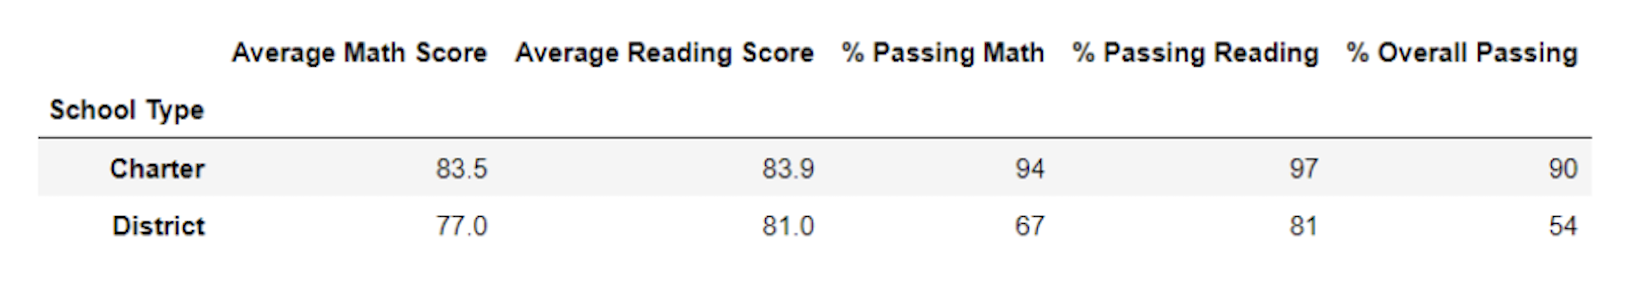 Average Math Score Average Reading Score % Passing Math % Passing Reading % Overall Passing
School Type
Charter 83.5 83.9 94 97 90
District 77.0 81.0 67 81 54